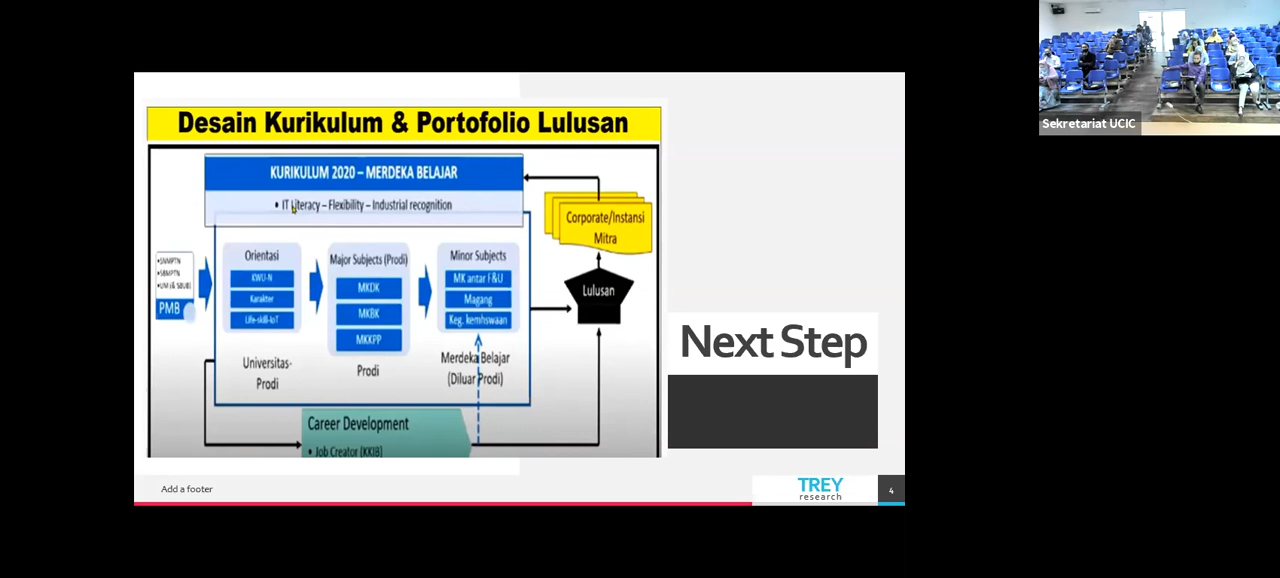 Sekretariat UCIC
Desain Kurikulum & Portofolio Lulusan
KURIKULUM 2020 – MERDEKA BELAJAR
• IT Literacy – Flexibility – Industrial recognition
Corporate/Instansi
Mitra
Lulusan
•SNMPTN
•SBMPTN
PMB
Orientasi
KWU-N
Karakter
Life-skill-IoT
Universitas-
Prodi
Major Subjects (Prodi)
MKDK
MKBK
MKKPP
Prodi
Minor Subjects
MK antar F&U
Magang
Keg. kemhswaan
Merdeka Belajar
(Diluar Prodi)
Career Development
• Job Creator (KKIB)
Next Step
Add a footer
TREY
research
4